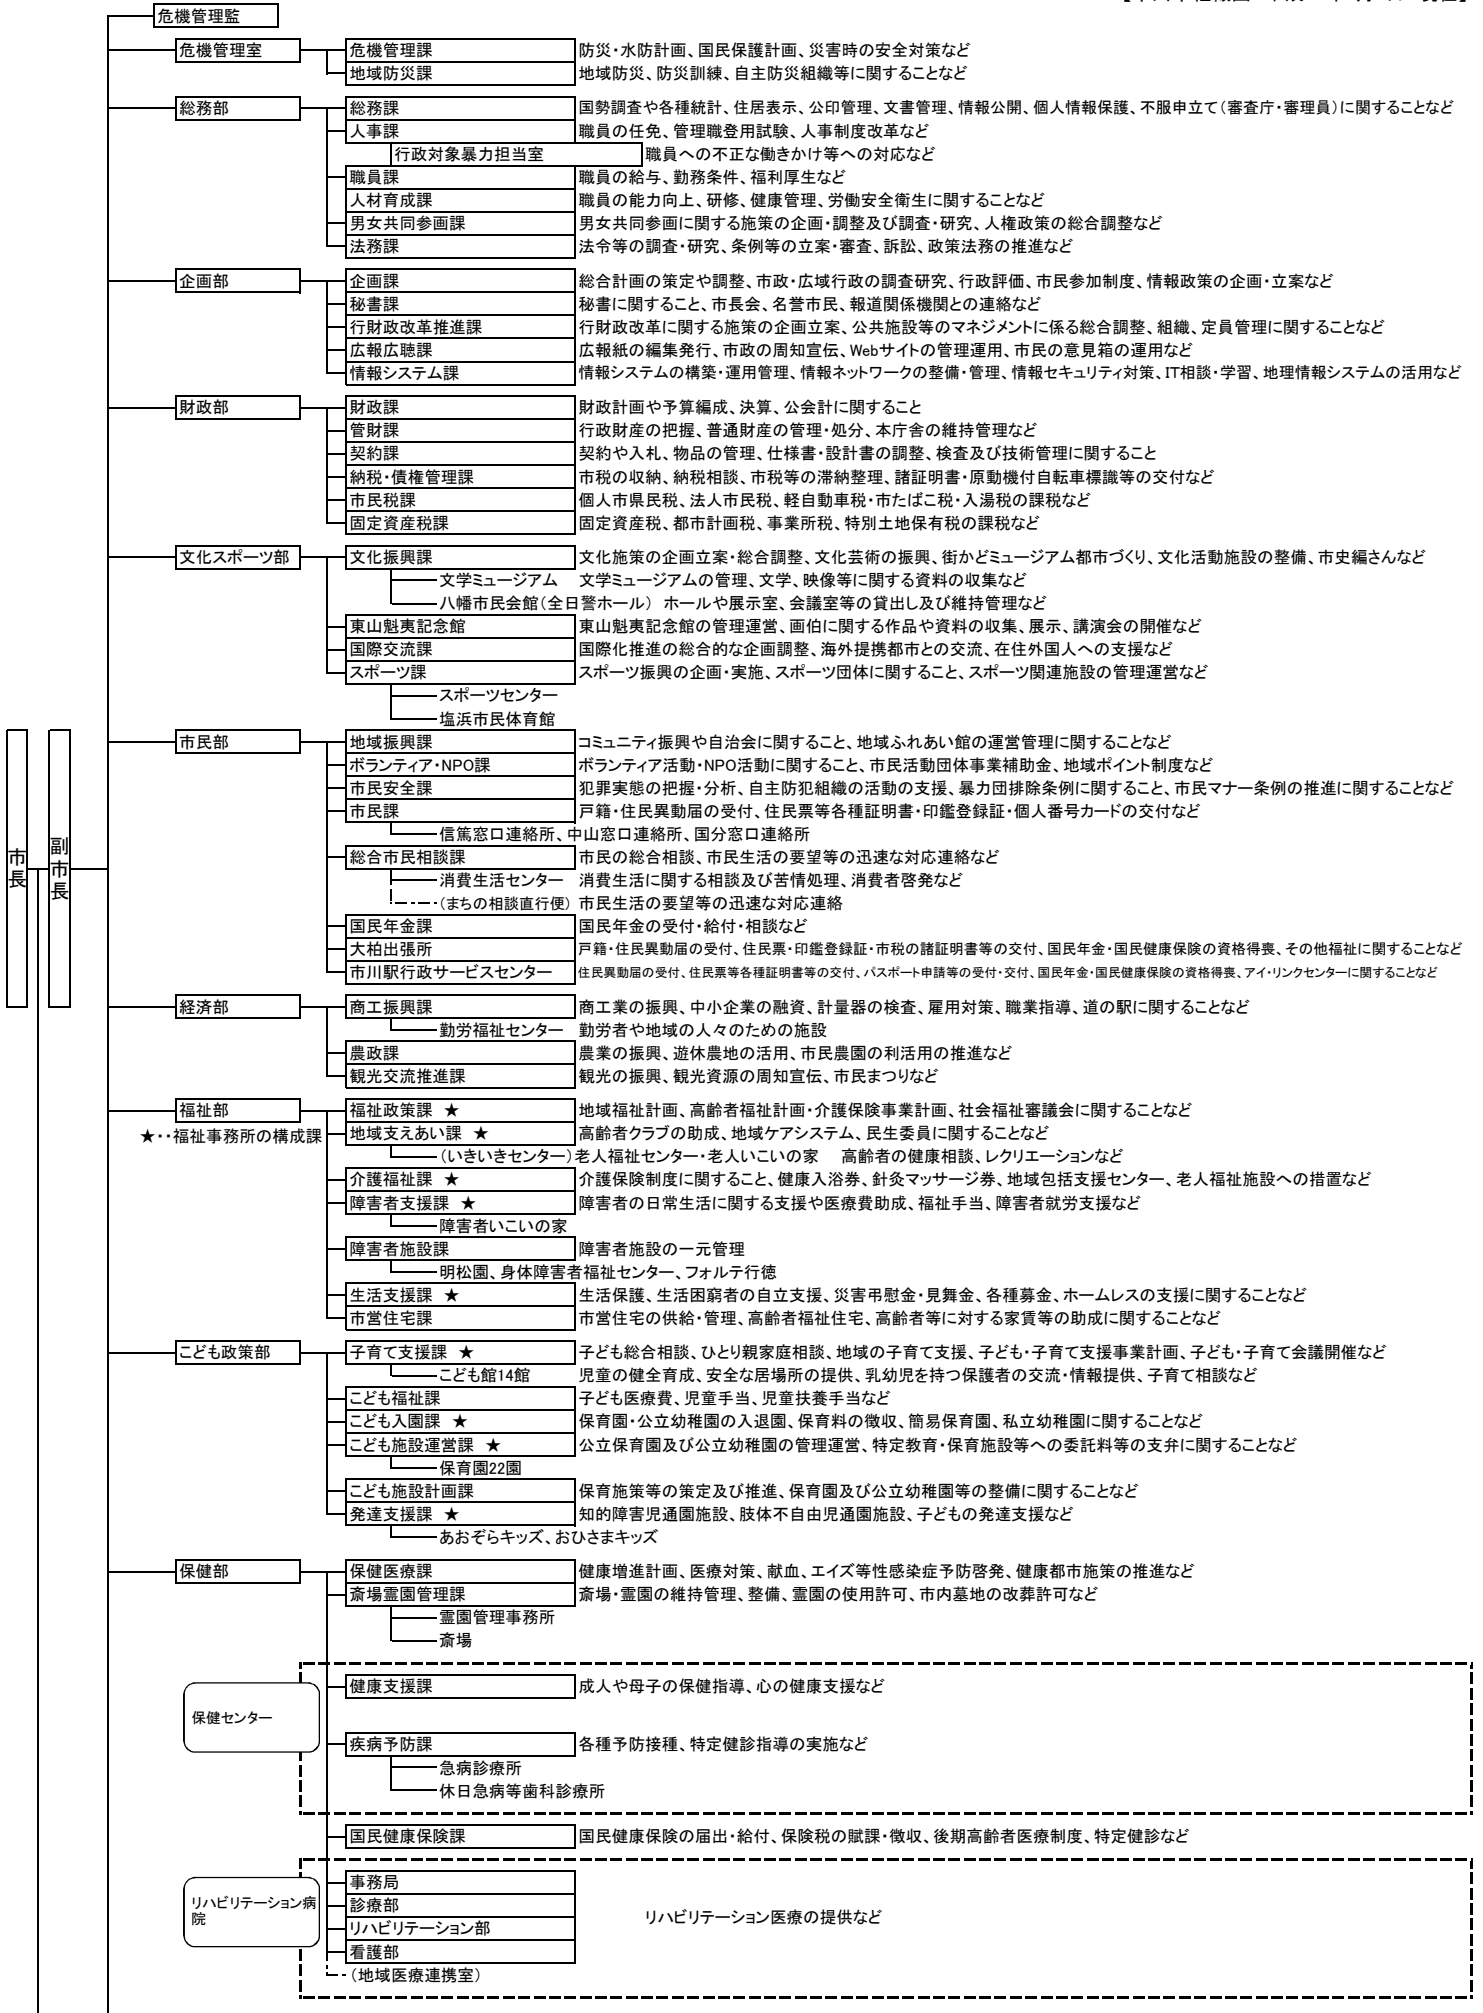 危機管理監
危機管理室 危機管理課 防災・水防計画、国民保護計画、災害時の安全対策など
地域防災課 地域防災、防災訓練、自主防災組織等に関することなど
総務部 総務課 国勢調査や各種統計、住居表示、公印管理、文書管理、情報公開、個人情報保護、不服申立て(審査庁・審理員)に関することなど
人事課 職員の任免、管理職登用試験、人事制度改革など
行政対象暴力担当室 職員への不正な働きかけ等への対応など
職員課 職員の給与、勤務条件、福利厚生など
人材育成課 職員の能力向上、研修、健康管理、労働安全衛生に関することなど
男女共同参画課 男女共同参画に関する施策の企画・調整及び調査・研究、人権政策の総合調整など
法務課 法令等の調査・研究、条例等の立案・審査、訴訟、政策法務の推進など
企画部 企画課 総合計画の策定や調整、市政・広域行政の調査研究、行政評価、市民参加制度、情報政策の企画・立案など
秘書課 秘書に関すること、市長会、名誉市民、報道関係機関との連絡など
行財政改革推進課 行財政改革に関する施策の企画立案、公共施設等のマネジメントに係る総合調整、組織、定員管理に関することなど
広報広聴課 広報紙の編集発行、市政の周知宣伝、Webサイトの管理運用、市民の意見箱の運用など
情報システム課 情報システムの構築・運用管理、情報ネットワークの整備・管理、情報セキュリティ対策、IT相談・学習、地理情報システムの活用など
財政部 財政課 財政計画や予算編成、決算、公会計に関すること
管財課 行政財産の把握、普通財産の管理・処分、本庁舎の維持管理など
契約課 契約や入札、物品の管理、仕様書・設計書の調整、検査及び技術管理に関すること
納税・債権管理課 市税の収納、納税相談、市税等の滞納整理、諸証明書・原動機付自転車標識等の交付など
市民税課 個人市県民税、法人市民税、軽自動車税・市たばこ税・入湯税の課税など
固定資産税課 固定資産税、都市計画税、事業所税、特別土地保有税の課税など
文化スポーツ部 文化振興課 文化施策の企画立案・総合調整、文化芸術の振興、街かどミュージアム都市づくり、文化活動施設の整備、市史編さんなど
文学ミュージアム 文学ミュージアムの管理、文学、映像等に関する資料の収集など
八幡市民会館(全日警ホール) ホールや展示室、会議室等の貸出し及び維持管理など
東山魁夷記念館 東山魁夷記念館の管理運営、画伯に関する作品や資料の収集、展示、講演会の開催など
国際交流課 国際化推進の総合的な企画調整、海外提携都市との交流、在住外国人への支援など
スポーツ課 スポーツ振興の企画・実施、スポーツ団体に関すること、スポーツ関連施設の管理運営など
スポーツセンター
塩浜市民体育館
市長
副市長
市民部 地域振興課 コミュニティ振興や自治会に関すること、地域ふれあい館の運営管理に関することなど
ボランティア・NPO課 ボランティア活動・NPO活動に関すること、市民活動団体事業補助金、地域ポイント制度など
市民安全課 犯罪実態の把握・分析、自主防犯組織の活動の支援、暴力団排除条例に関すること、市民マナー条例の推進に関することなど
市民課 戸籍・住民異動届の受付、住民票等各種証明書・印鑑登録証・個人番号カードの交付など
信篤窓口連絡所、中山窓口連絡所、国分窓口連絡所
総合市民相談課 市民の総合相談、市民生活の要望等の迅速な対応連絡など
消費生活センター 消費生活に関する相談及び苦情処理、消費者啓発など
(まちの相談直行便) 市民生活の要望等の迅速な対応連絡
国民年金課 国民年金の受付・給付・相談など
大柏出張所 戸籍・住民異動届の受付、住民票・印鑑登録証・市税の諸証明書等の交付、国民年金・国民健康保険の資格得喪、その他福祉に関することなど
市川駅行政サービスセンター 住民異動届の受付、住民票等各種証明書等の交付、パスポート申請等の受付・交付、国民年金・国民健康保険の資格得喪、アイ・リンクセンターに関することなど
経済部 商工振興課 商工業の振興、中小企業の融資、計量器の検査、雇用対策、職業指導、道の駅に関することなど
勤労福祉センター 勤労者や地域の人々のための施設
農政課 農業の振興、遊休農地の活用、市民農園の利活用の推進など
観光交流推進課 観光の振興、観光資源の周知宣伝、市民まつりなど
福祉部 福祉政策課 ★ 地域福祉計画、高齢者福祉計画・介護保険事業計画、社会福祉審議会に関することなど
★・・福祉事務所の構成課 地域支えあい課 ★ 高齢者クラブの助成、地域ケアシステム、民生委員に関することなど
(いきいきセンター)老人福祉センター・老人いこいの家 高齢者の健康相談、レクリエーションなど
介護福祉課 ★ 介護保険制度に関すること、健康入浴券、針灸マッサージ券、地域包括支援センター、老人福祉施設への措置など
障害者支援課 ★ 障害者の日常生活に関する支援や医療費助成、福祉手当、障害者就労支援など
障害者いこいの家
障害者施設課 障害者施設の一元管理
明松園、身体障害者福祉センター、フォルテ行徳
生活支援課 ★ 生活保護、生活困窮者の自立支援、災害弔慰金・見舞金、各種募金、ホームレスの支援に関することなど
市営住宅課 市営住宅の供給・管理、高齢者福祉住宅、高齢者等に対する家賃等の助成に関することなど
こども政策部 子育て支援課 ★ 子ども総合相談、ひとり親家庭相談、地域の子育て支援、子ども・子育て支援事業計画、子ども・子育て会議開催など
こども館14館 児童の健全育成、安全な居場所の提供、乳幼児を持つ保護者の交流・情報提供、子育て相談など
こども福祉課 子ども医療費、児童手当、児童扶養手当など
こども入園課 ★ 保育園・公立幼稚園の入退園、保育料の徴収、簡易保育園、私立幼稚園に関することなど
こども施設運営課 ★ 公立保育園及び公立幼稚園の管理運営、特定教育・保育施設等への委託料等の支弁に関することなど
保育園22園
こども施設計画課 保育施策等の策定及び推進、保育園及び公立幼稚園等の整備に関することなど
発達支援課 ★ 知的障害児通園施設、肢体不自由児通園施設、子どもの発達支援など
あおぞらキッズ、おひさまキッズ
保健部 保健医療課 健康増進計画、医療対策、献血、エイズ等性感染症予防啓発、健康都市施策の推進など
斎場霊園管理課 斎場・霊園の維持管理、整備、霊園の使用許可、市内墓地の改葬許可など
霊園管理事務所
斎場
健康支援課 成人や母子の保健指導、心の健康支援など
保健センター
疾病予防課 各種予防接種、特定健診指導の実施など
急病診療所
休日急病等歯科診療所
国民健康保険課 国民健康保険の届出・給付、保険税の賦課・徴収、後期高齢者医療制度、特定健診など
事務局
リハビリテーション病院
診療部
リハビリテーション医療の提供など
リハビリテーション部
看護部
(地域医療連携室)